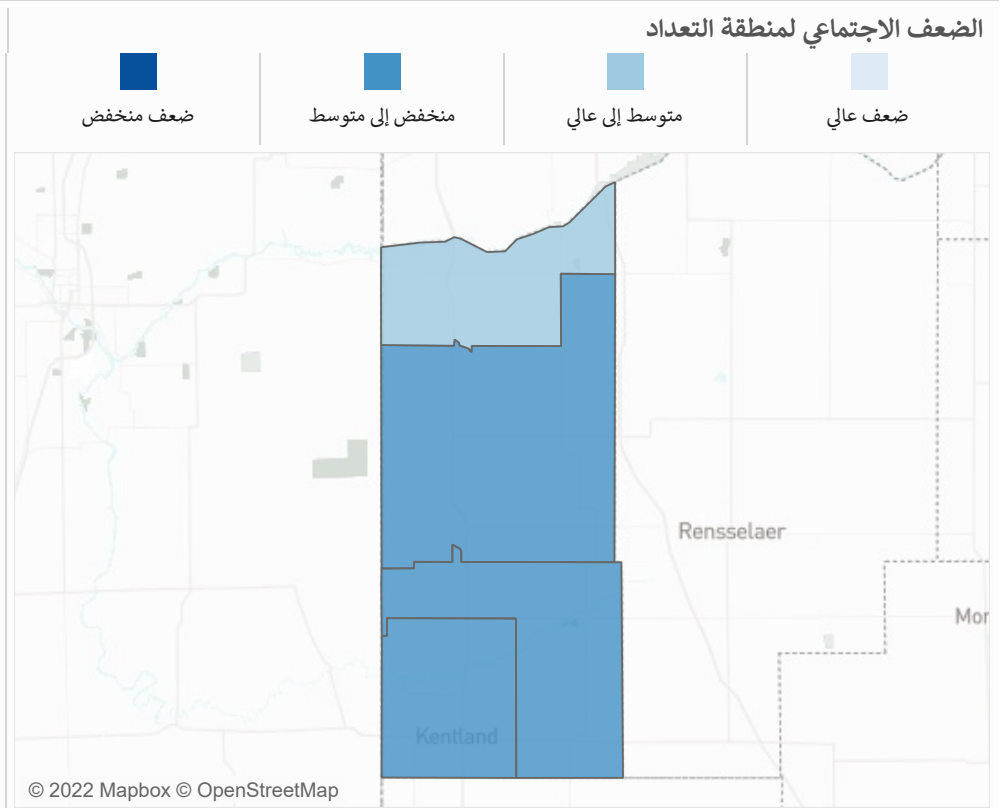 الضعف الاجتماعي لمنطقة التعداد
ضعف عالي
متوسط إلى عالي
منخفض إلى متوسط
ضعف منخفض
Rensselaer
Mor
Kentland
© 2022 Mapbox © OpenStreetMap